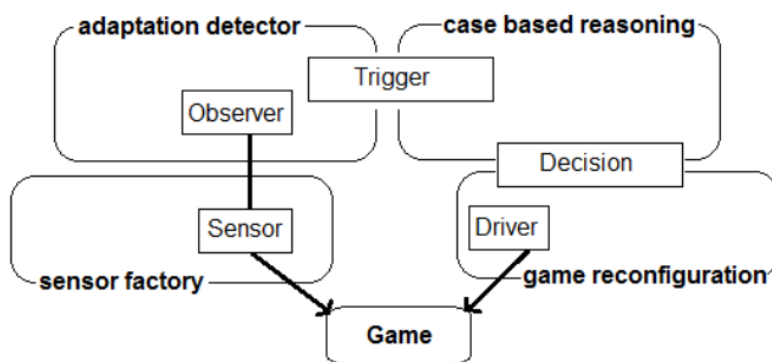 adaptation detector
case based reasoning
Trigger
Observer
Decision
Sensor
Driver
sensor factory
game reconfiguration
Game